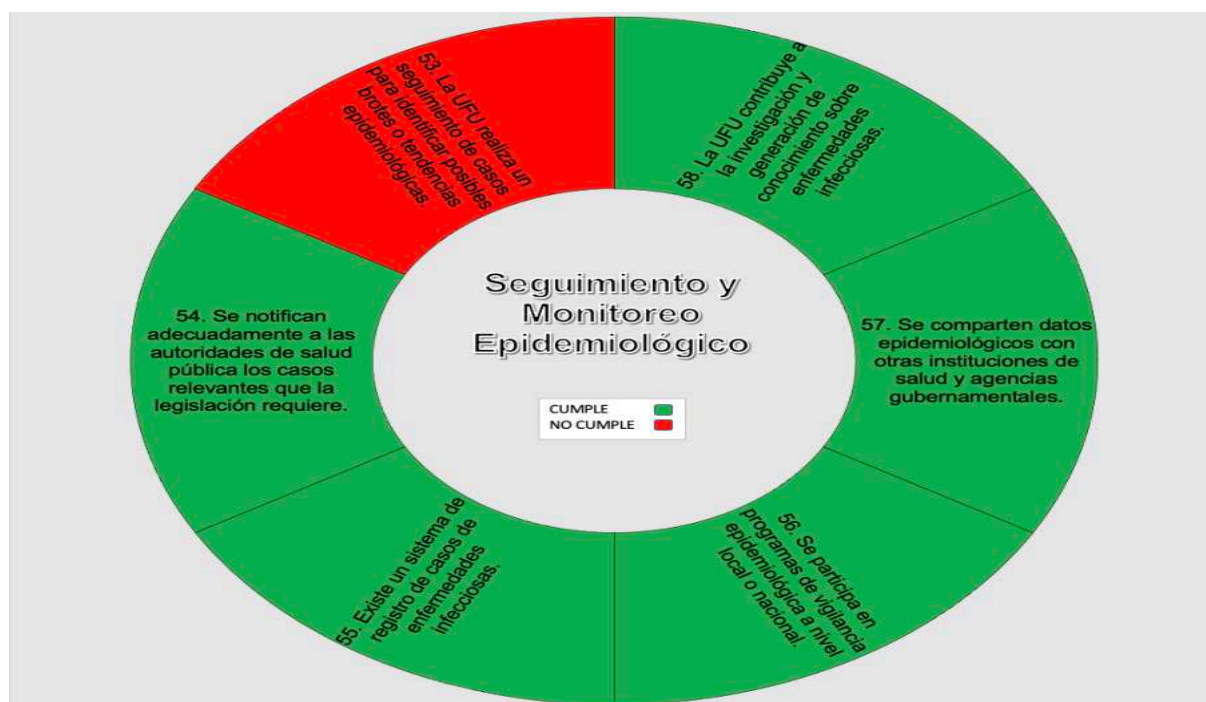 53. La UFU realiza un
seguimiento de casos
para identificar posibles
brotes o tendencias
epidemiológicas.
58. La UFU contribuye a
la investigación y
generación de
conocimiento sobre
enfermedades
infecciosas.
Seguimiento y
Monitoreo
Epidemiológico
CUMPLE
NO CUMPLE
54. Se notifican
adecuadamente a las
autoridades de salud
pública los casos
relevantes que la
legislación requiere.
57. Se comparten datos
epidemiológicos con
otras instituciones de
salud y agencias
gubernamentales.
55. Existe un sistema de
registro de casos de
enfermedades
infecciosas.
56. Se participa en
programas de vigilancia
epidemiológica a nivel
local o nacional.